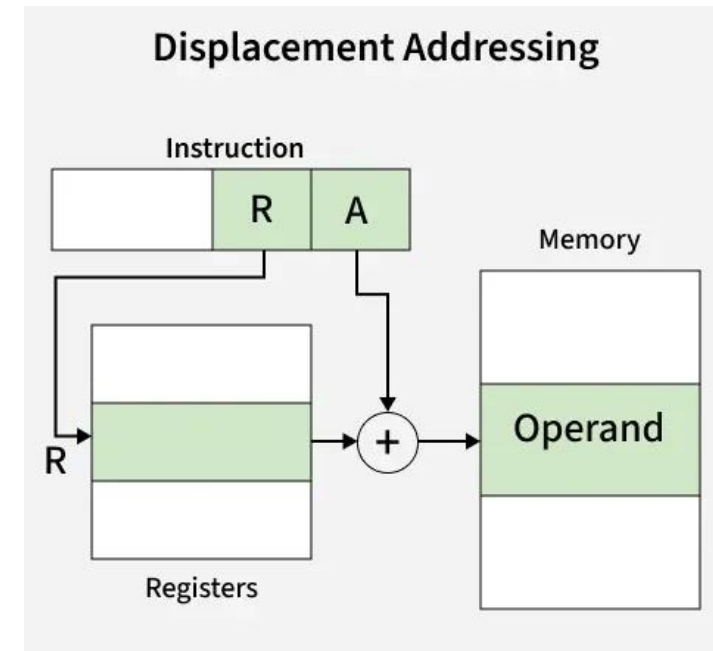 Displacement Addressing
Instruction
R A
Memory
R
+
Operand
Registers